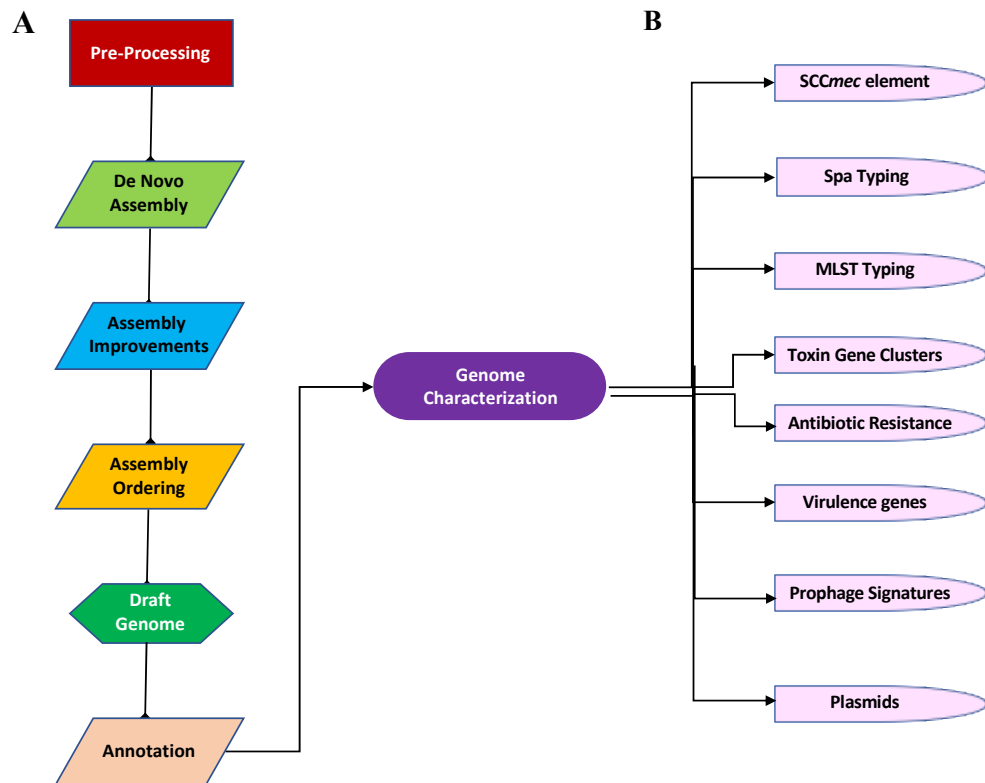 A
Pre-Processing
De Novo
Assembly
Assembly
Improvements
Assembly
Ordering
Draft
Genome
Annotation
Genome
Characterization
B
SCCmec element
Spa Typing
MLST Typing
Toxin Gene Clusters
Antibiotic Resistance
Virulence genes
Prophage Signatures
Plasmids